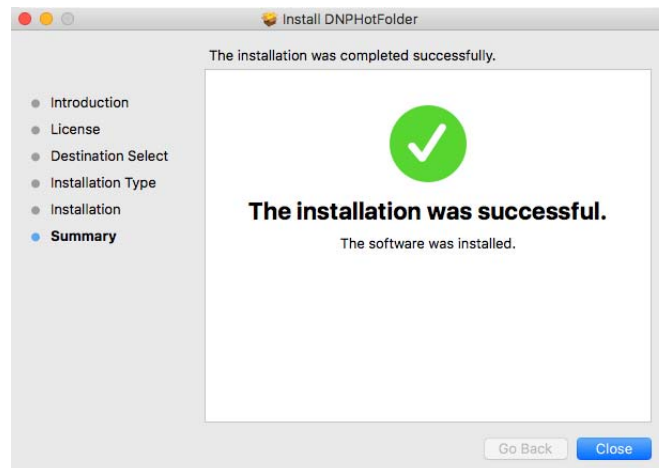 Install DNPHotFolder
The installation was completed successfully.
Introduction
License
Destination Select
Installation Type
Installation
Summary
The installation was successful.
The software was installed.
Go Back
Close